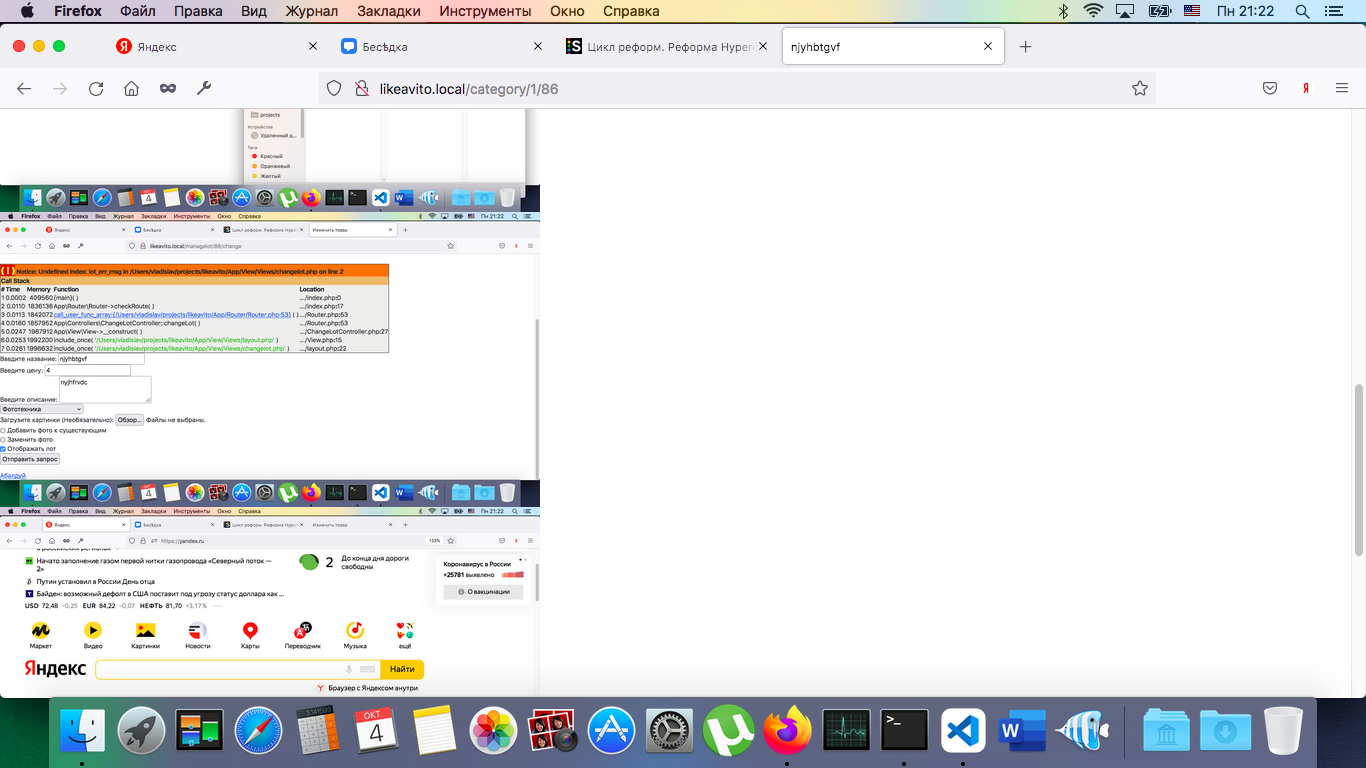 Firefox Файл Правка Вид Журнал Закладки Инструменты Окно Справка Пн 21:22
Яндекс Бесѣдка Цикл реформ. Реформа Hyperc njyhbtgvf
likeavito.local/category/1/86
projects
Устройства
Удаленный д...
Теги
Красный
Оранжевый
Желтый
ОКТ. 4
Firefox Файл Правка Вид Журнал Закладки Инструменты Окно Справка Пн 21:22
Яндекс Бесѣдка Цикл реформ. Реформа Hyperc Изменить товар
likeavito.local/managelot/86/change
( ! ) Notice: Undefined index: lot_err_msg in /Users/vladislav/projects/likeavito/App/View/Views/changelot.php on line 2
Call Stack
# Time Memory Function Location
1 0.0002 409560 {main}( ) .../index.php:0
2 0.0110 1836136 App\Router\Router->checkRoute( ) .../index.php:17
3 0.0113 1842072 call_user_func_array:{/Users/vladislav/projects/likeavito/App/Router/Router.php:53} ( ) .../Router.php:53
4 0.0180 1857952 App\Controllers\ChangeLotController::changeLot( ) .../Router.php:53
5 0.0247 1987912 App\View\View->__construct( ) .../ChangeLotController.php:27
6 0.0253 1992200 include_once( '/Users/vladislav/projects/likeavito/App/View/Views/layout.php' ) .../View.php:15
7 0.0261 1996632 include_once( '/Users/vladislav/projects/likeavito/App/View/Views/changelot.php' ) .../layout.php:22
Введите название: njyhbtgvf
Введите цену: 4
nyjhfrvdc
Введите описание:
Фототехника
Загрузите картинки (Необязательно): Обзор... Файлы не выбраны.
Добавить фото к существующим
Заменить фото
Отображать лот
Отправить запрос
Абалдуй
ОКТ. 4
Firefox Файл Правка Вид Журнал Закладки Инструменты Окно Справка Пн 21:22
Яндекс Бесѣдка Цикл реформ. Реформа Hyperc Изменить товар
https://yandex.ru 133%
Начато заполнение газом первой нитки газопровода «Северный поток — 2»
Путин установил в России День отца
Байден: возможный дефолт в США поставит под угрозу статус доллара как ...
USD 72,48 −0,25 EUR 84,22 −0,07 НЕФТЬ 81,70 +3,17% ...
2 До конца дня дороги
свободны
Коронавирус в России
+25781 выявлено
О вакцинации
Маркет Видео Картинки Новости Карты Переводчик Музыка ещё
Яндекс Найти
Браузер с Яндексом внутри
3141593
ОКТ.
4